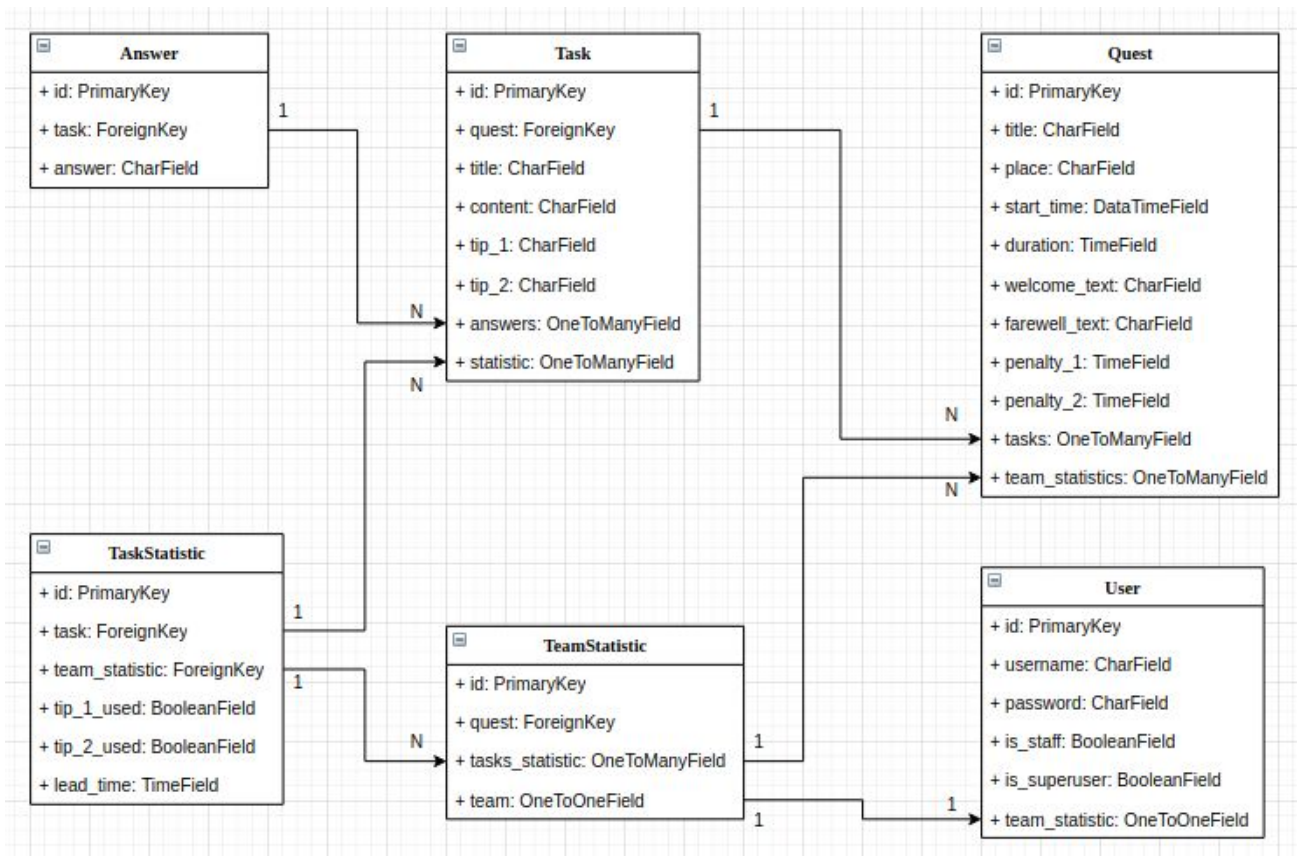 Answer
+ id: PrimaryKey
+ task: ForeignKey
+ answer: CharField
1
Task
+ id: PrimaryKey
+ quest: ForeignKey
+ title: CharField
+ content: CharField
+ tip_1: CharField
+ tip_2: CharField
+ answers: OneToManyField
+ statistic: OneToManyField
N
N
1
Quest
+ id: PrimaryKey
+ title: CharField
+ place: CharField
+ start_time: DataTimeField
+ duration: TimeField
+ welcome_text: CharField
+ farewell_text: CharField
+ penalty_1: TimeField
+ penalty_2: TimeField
+ tasks: OneToManyField
+ team_statistics: OneToManyField
N
N
TaskStatistic
+ id: PrimaryKey
+ task: ForeignKey
+ team_statistic: ForeignKey
+ tip_1_used: BooleanField
+ tip_2_used: BooleanField
+ lead_time: TimeField
1
1
TeamStatistic
+ id: PrimaryKey
+ quest: ForeignKey
+ tasks_statistic: OneToManyField
+ team: OneToOneField
N
1
1
User
+ id: PrimaryKey
+ username: CharField
+ password: CharField
+ is_staff: BooleanField
+ is_superuser: BooleanField
+ team_statistic: OneToOneField
1